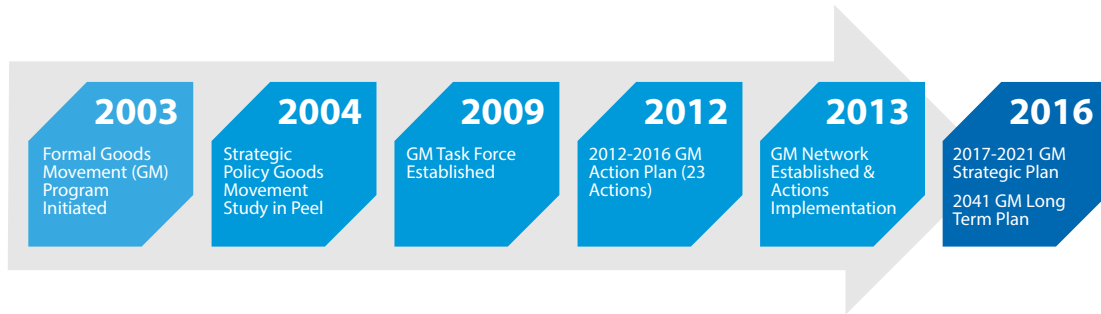 2003
Formal Goods
Movement (GM)
Program
Initiated
2004
Strategic
Policy Goods
Movement
Study in Peel
2009
GM Task Force
Established
2012
2012-2016 GM
Action Plan (23
Actions)
2013
GM Network
Established &
Actions
Implementation
2016
2017-2021 GM
Strategic Plan
2041 GM Long
Term Plan